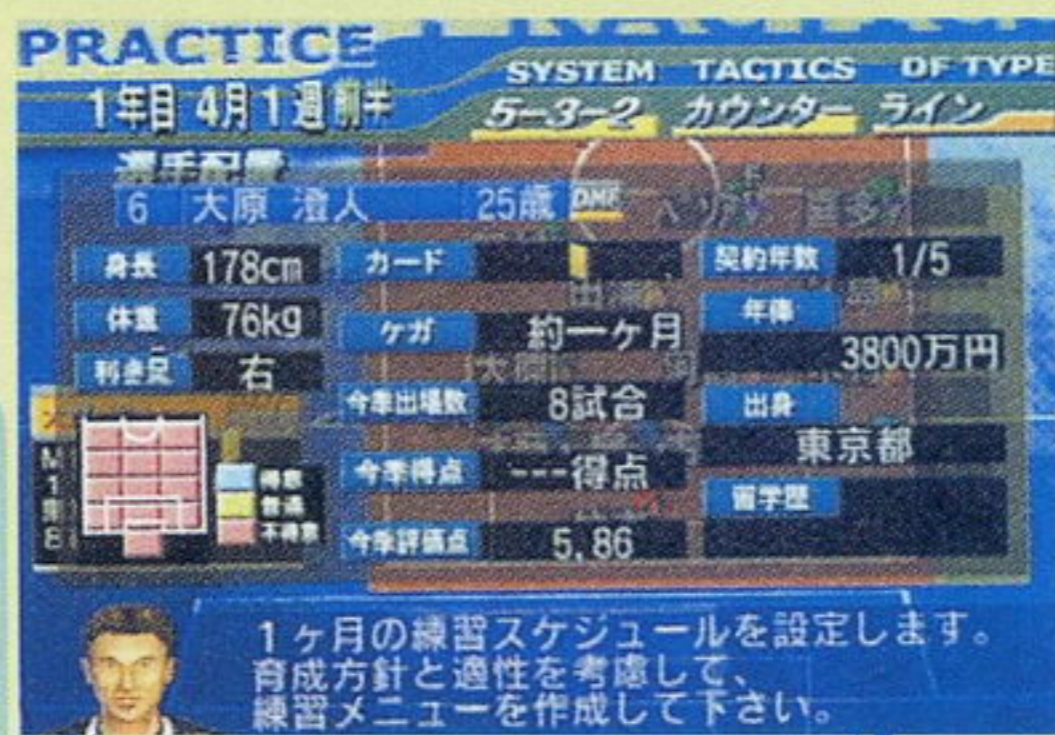 PRACTICE
1年目 4月1週 前半
SYSTEM TACTICS OF TYPE
5-3-2 カウンター ライン
選手配置
6 大原 澄人 25歳 DMF
身長 178cm
体重 76kg
利き足 右
得意
普通
不得意
カード
ケガ 約一ヶ月
今季出場数 8試合
今季得点 ---得点
今季評価点 5.86
契約年数 1/5
年俸
3800万円
出身
東京都
留学歴
1ヶ月の練習スケジュールを設定します。
育成方針と適性を考慮して、
練習メニューを作成して下さい。